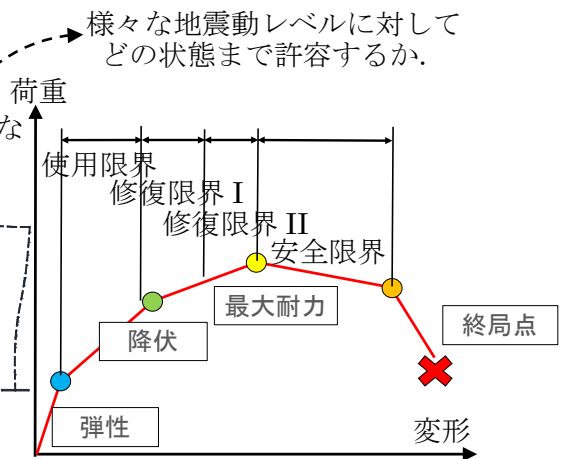 様々な地震動レベルに対して
どの状態まで許容するか.
荷重
な
使用限界
修復限界 I
修復限界 II
安全限界
最大耐力
降伏
終局点
弾性
変形